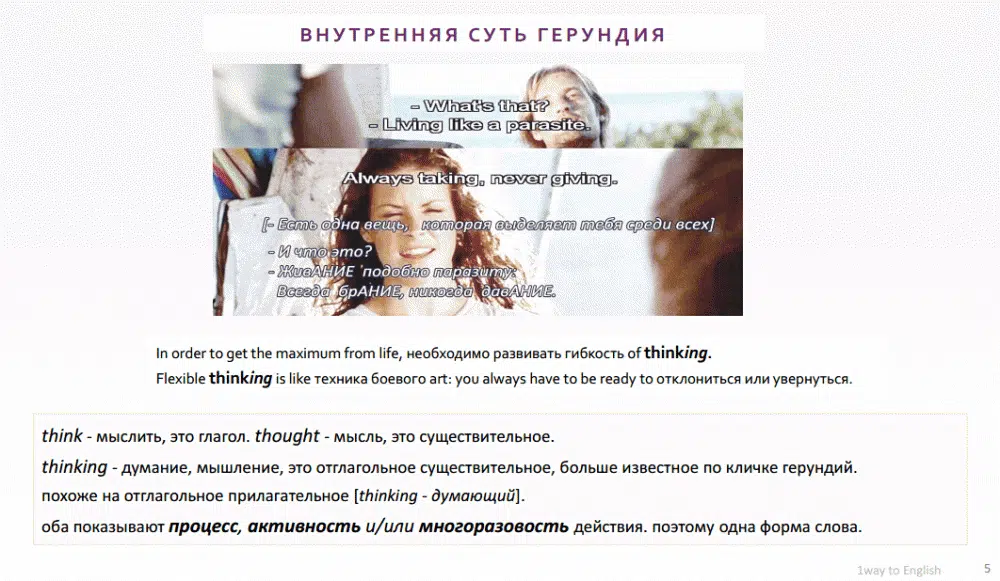 ВНУТРЕННЯЯ СУТЬ ГЕРУНДИЯ
- What's that?
- Living like a parasite.
Always taking, never giving.
[- Есть одна вещь, которая выделяет тебя среди всех]
- И что это?
- ЖивАНИЕ подобно паразиту:
Всегда брАНИЕ, никогда давАНИЕ.
In order to get the maximum from life, необходимо развивать гибкость of thinking.
Flexible thinking is like техника боевого art: you always have to be ready to отклониться или увернуться.
think - мыслить, это глагол. thought - мысль, это существительное.
thinking - думание, мышление, это отглагольное существительное, больше известное по кличке герундий.
похоже на отглагольное прилагательное [thinking - думающий].
оба показывают процесс, активность и/или многоразовость действия. поэтому одна форма слова.
1way to English 5